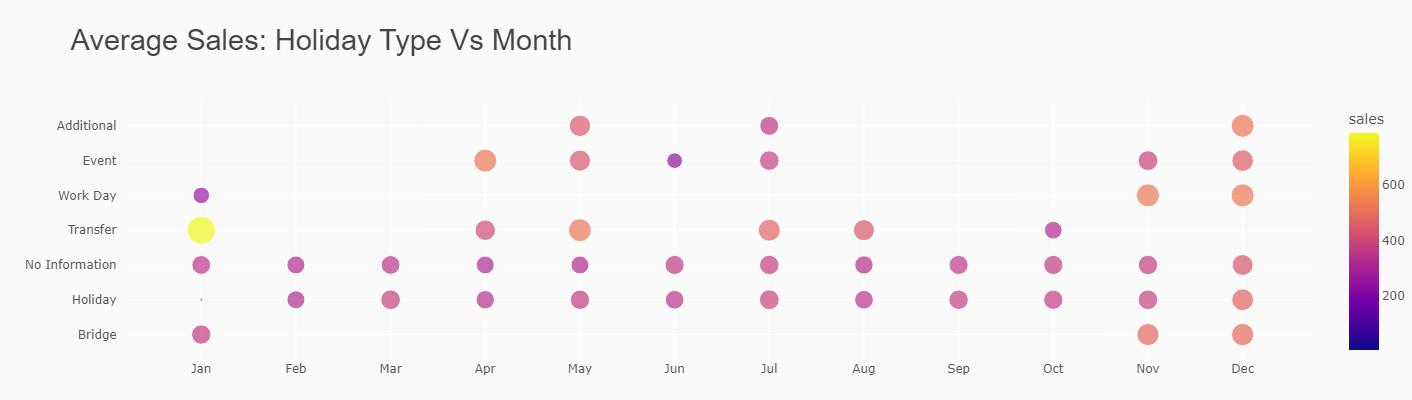 Average Sales: Holiday Type Vs Month
sales
Additional
Event
Work Day
Transfer
No Information
Holiday
Bridge
600
400
200
Jan Feb Mar Apr May Jun Jul Aug Sep Oct Nov Dec